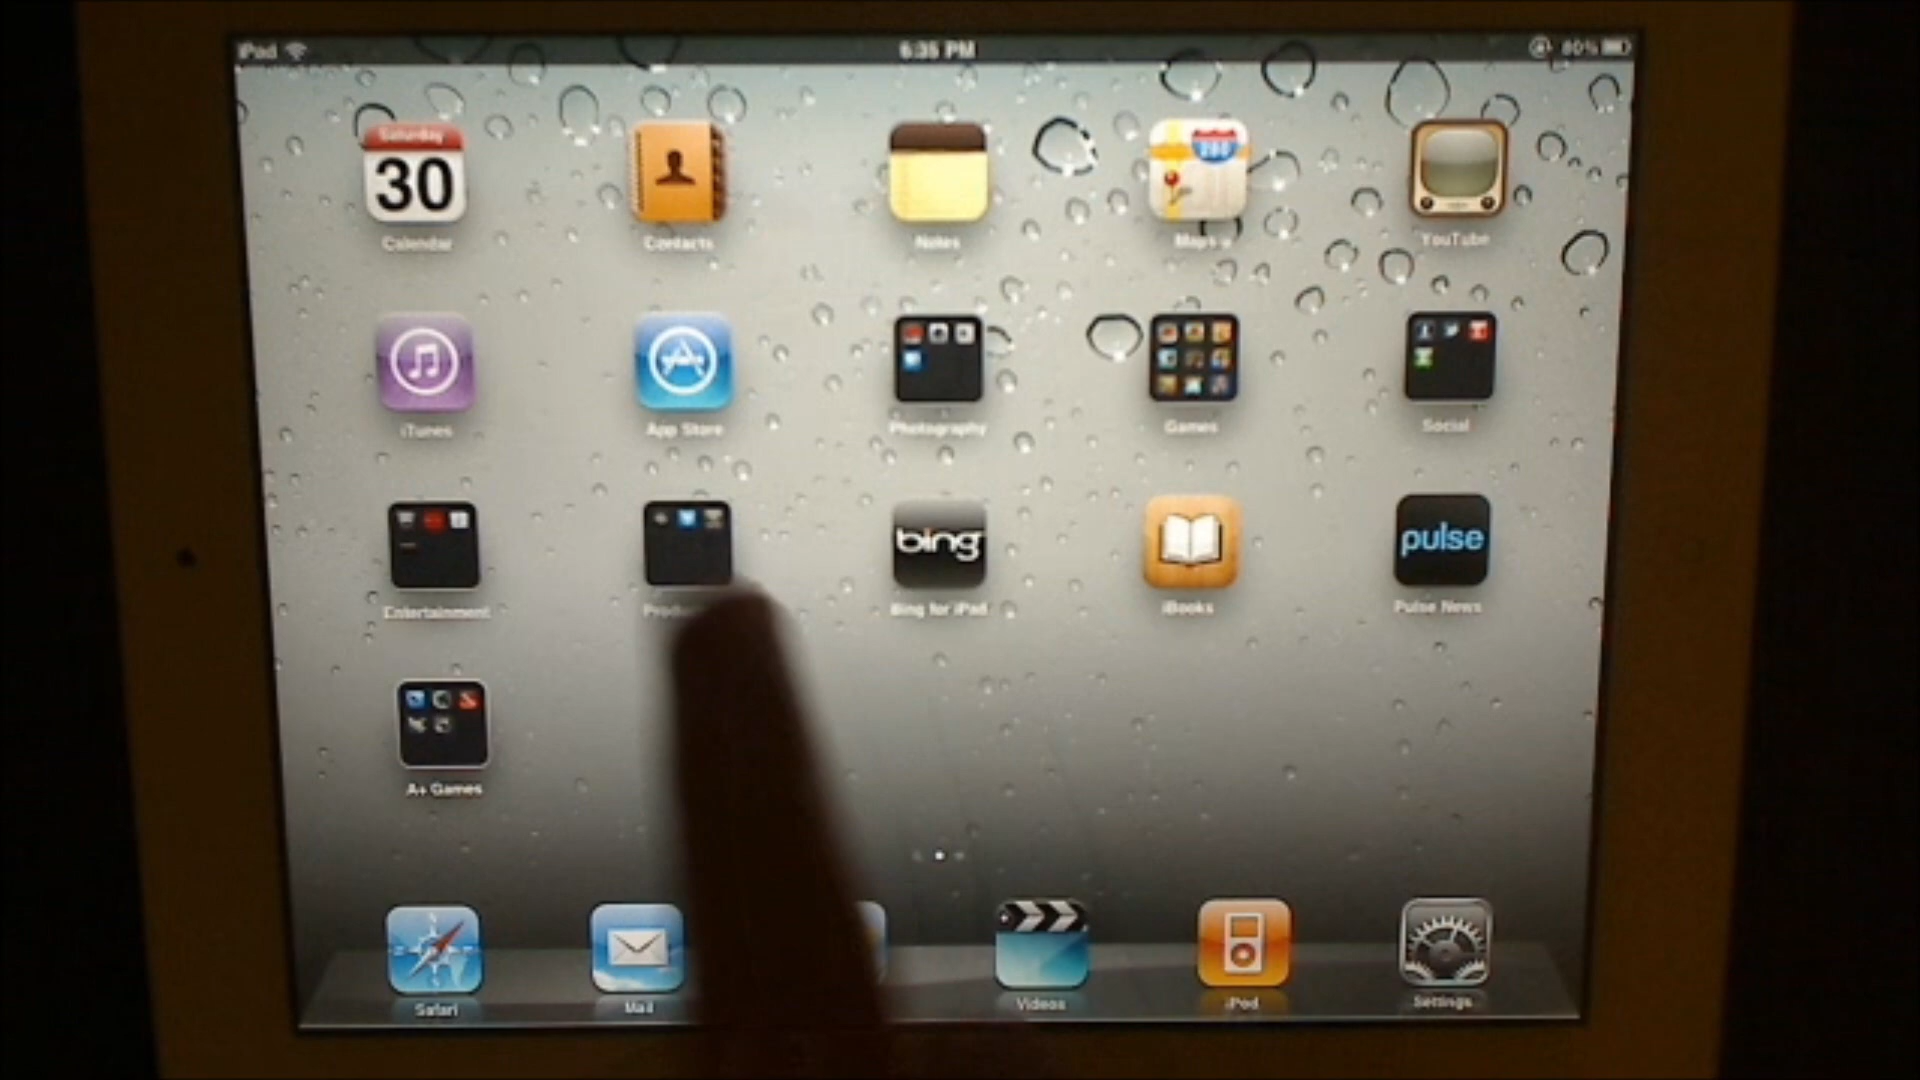 iPad 6:35 PM 80%
Saturday
30 280
Calendar Contacts Notes Maps YouTube
iTunes App Store Photography Games Social
bing pulse
Entertainment Bing for iPad iBooks Pulse News
A+ Games
Safari Mail Videos iPod Settings